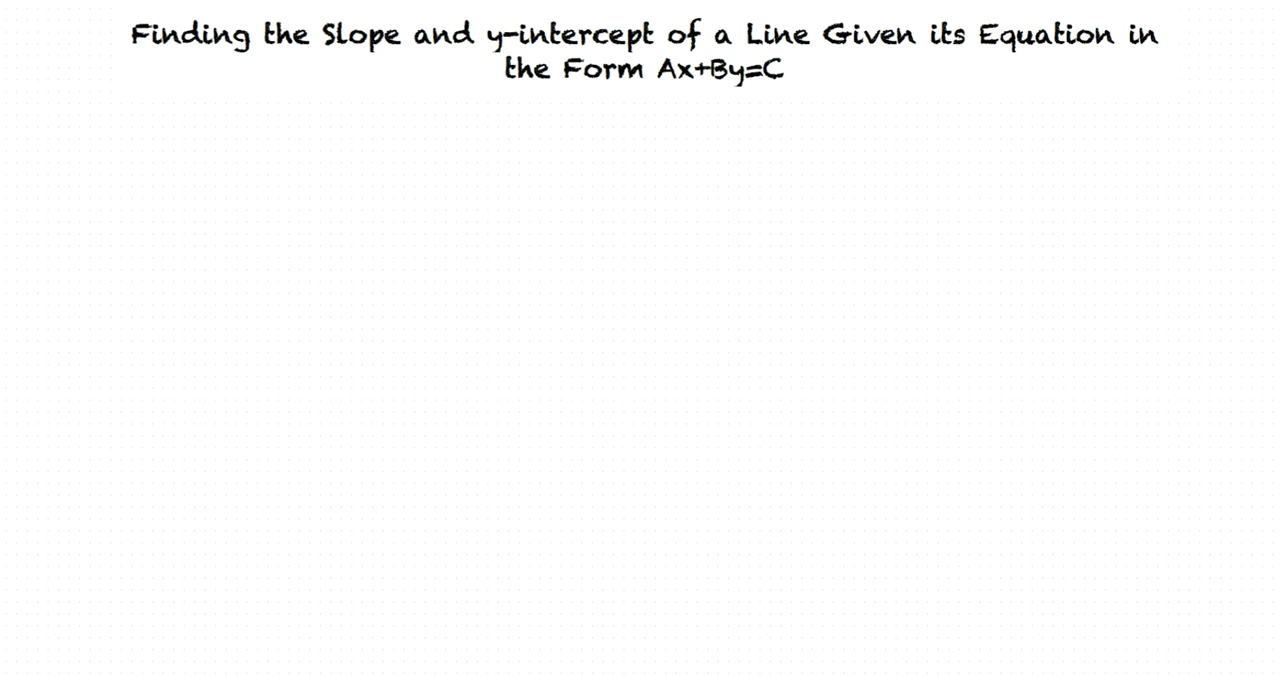 Finding the Slope and y-intercept of a Line Given its Equation in
the Form Ax+By=C